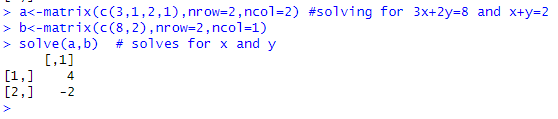 > a<-matrix(c(3,1,2,1),nrow=2,ncol=2) #solving for 3x+2y=8 and x+y=2
> b<-matrix(c(8,2),nrow=2,ncol=1)
> solve(a,b)  # solves for x and y
     [,1]
[1,]    4
[2,]   -2
>